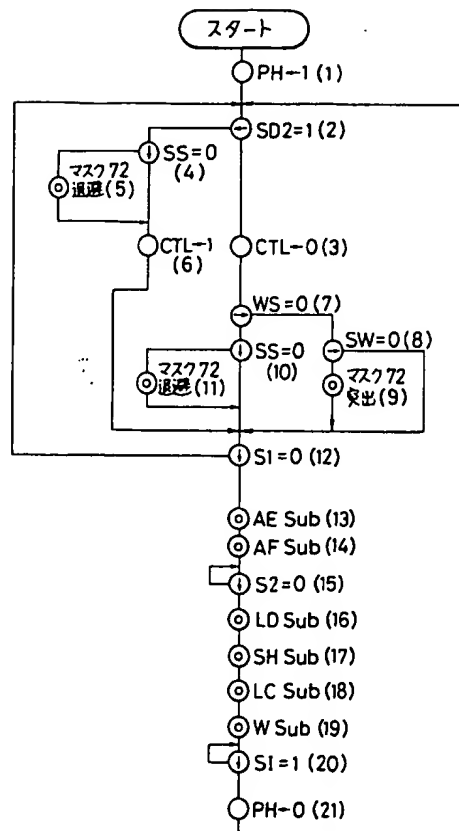 スタート
PH←1 (1)
SD2=1 (2)
SS=0
(4)
マスク72
退避(5)
CTL←1
(6)
CTL←0 (3)
WS=0 (7)
SS=0
(10)
マスク72
退避(11)
SW=0(8)
マスク72
突出(9)
S1=0 (12)
AE Sub (13)
AF Sub (14)
S2=0 (15)
LD Sub (16)
SH Sub (17)
LC Sub (18)
W Sub (19)
SI=1 (20)
PH←0 (21)